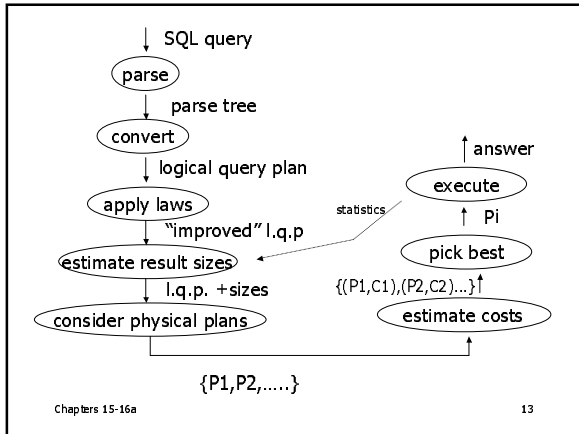 SQL query
parse
parse tree
convert
logical query plan
apply laws
“improved” l.q.p
estimate result sizes
l.q.p. +sizes
consider physical plans
{P1,P2,…..}
estimate costs
{(P1,C1),(P2,C2)...}
pick best
Pi
execute
answer
statistics
Chapters 15-16a
13